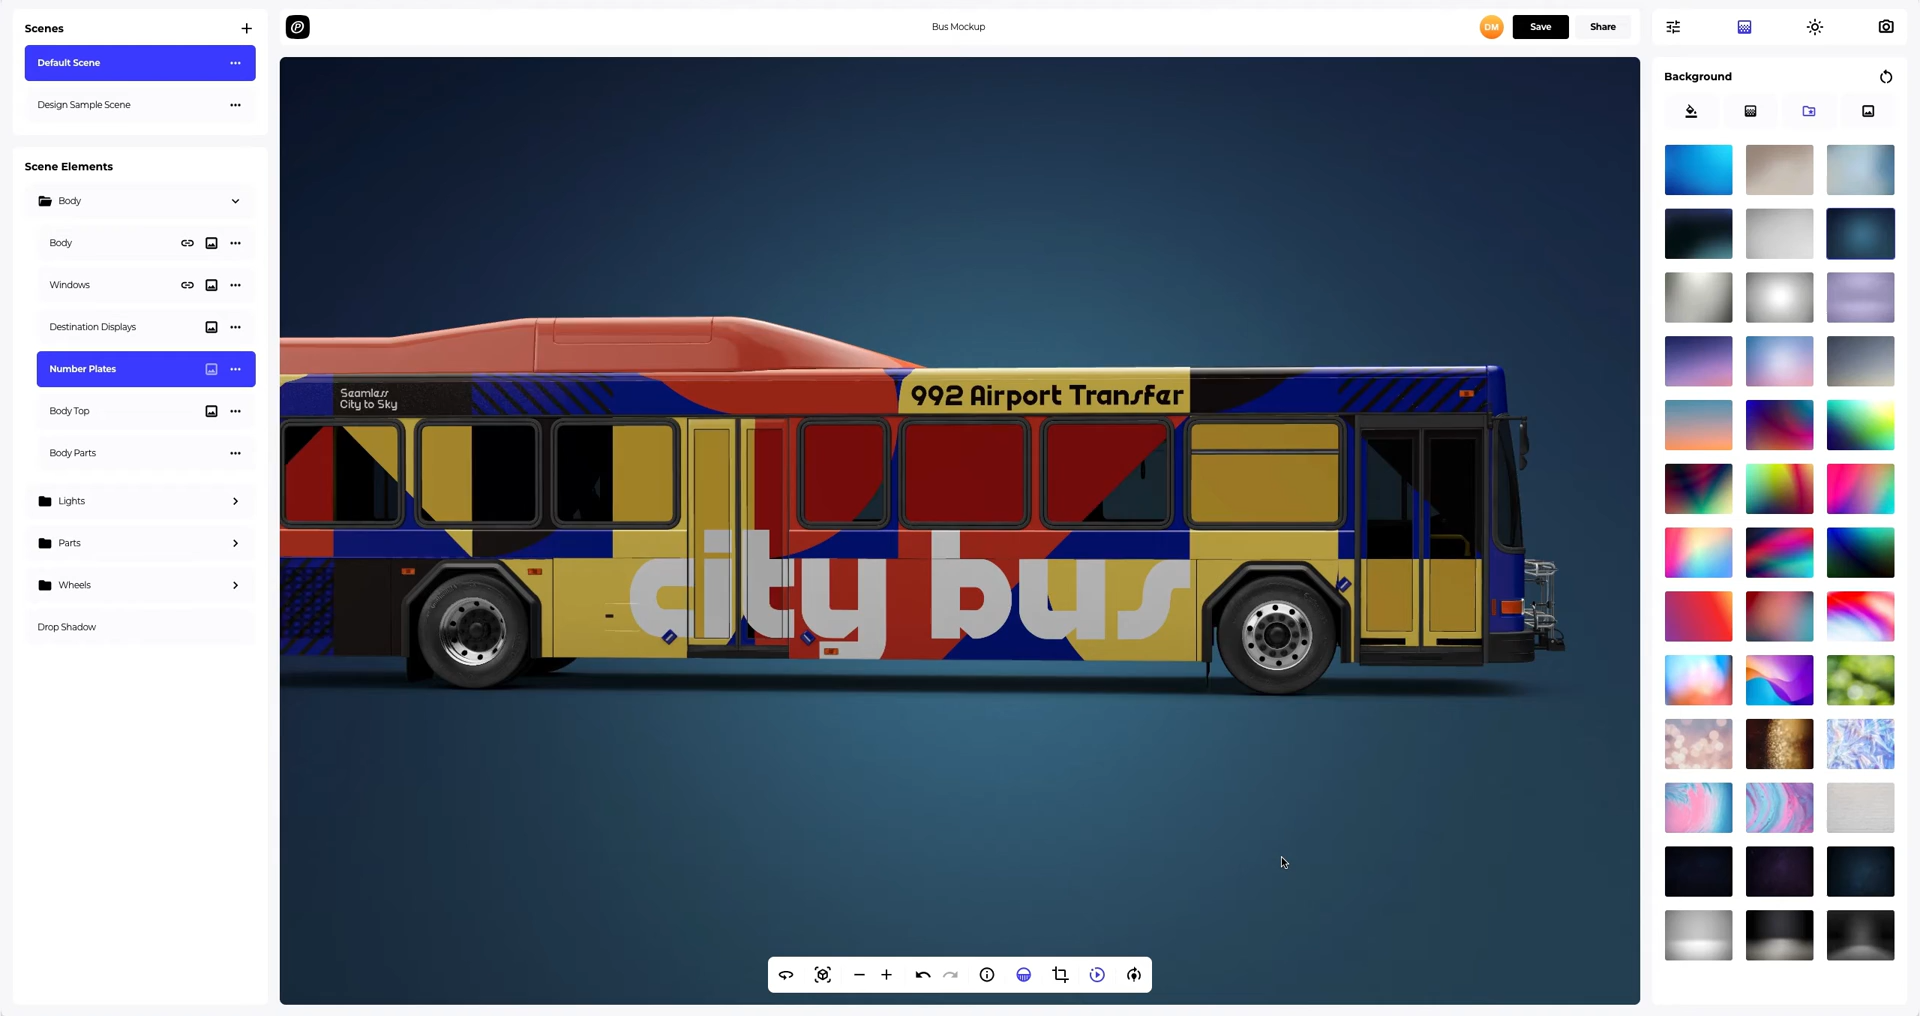 Scenes
Default Scene
Design Sample Scene
Scene Elements
Body
Body
Windows
Destination Displays
Number Plates
Body Top
Body Parts
Lights
Parts
Wheels
Drop Shadow
Bus Mockup
DM
Save
Share
Seamless
City to Sky
992 Airport Transfer
city bus
Background